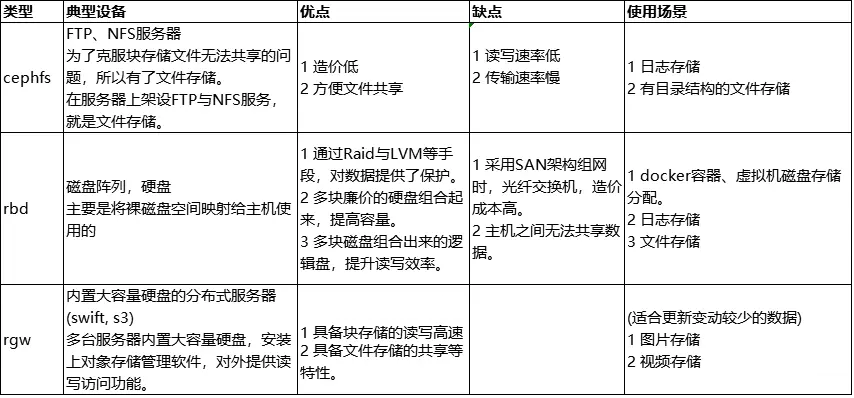 类型
典型设备
优点
缺点
使用场景
cephfs
FTP、NFS服务器
为了克服块存储文件无法共享的问
题，所以有了文件存储。
在服务器上架设FTP与NFS服务，
就是文件存储。
1 造价低
2 方便文件共享
1 读写速率低
2 传输速率慢
1 日志存储
2 有目录结构的文件存储
rbd
磁盘阵列，硬盘
主要是将裸磁盘空间映射给主机使
用的
1 通过Raid与LVM等手
段，对数据提供了保护。
2 多块廉价的硬盘组合起
来，提高容量。
3 多块磁盘组合出来的逻
辑盘，提升读写效率。
1 采用SAN架构组网
时，光纤交换机，造价
成本高。
2 主机之间无法共享数
据。
1 docker容器、虚拟机磁盘存储
分配。
2 日志存储
3 文件存储
rgw
内置大容量硬盘的分布式服务器
(swift, s3)
多台服务器内置大容量硬盘，安装
上对象存储管理软件，对外提供读
写访问功能。
1 具备块存储的读写高速
2 具备文件存储的共享等
特性。
(适合更新变动较少的数据)
1 图片存储
2 视频存储